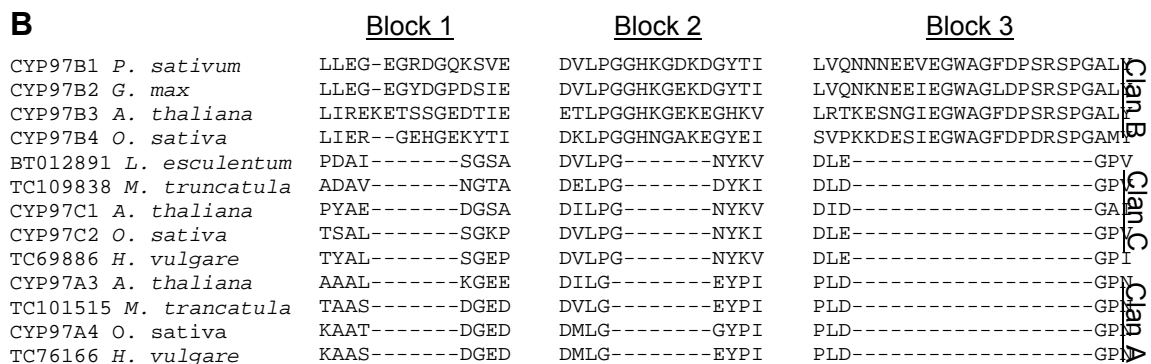 B
Block 1 Block 2 Block 3
CYP97B1 P. sativum LLEG-EGRDGQKSVE DVLPGGHKGDKDGYTI LVQNNNEEVEGWAGFDPSRSPGALY
CYP97B2 G. max LLEG-EGYDGPDSIE DVLPGGHKGEKDGYTI LVQNKNEEIEGWAGLDPSRSPGALY
CYP97B3 A. thaliana LIREKETSSGEDTIE ETLPGGHKGEKEGHKV LRTKESNGIEGWAGFDPSRSPGALY
CYP97B4 O. sativa LIER--GEHGEKYTI DKLPGGHNGAKEGYEI SVPKKDESIEGWAGFDPDRSPGAMY
BT012891 L. esculentum PDAI-------SGSA DVLPG-------NYKV DLE-------------------GPV
TC109838 M. truncatula ADAV-------NGTA DELPG-------DYKI DLD-------------------GPV
CYP97C1 A. thaliana PYAE-------DGSA DILPG-------NYKV DID-------------------GAI
CYP97C2 O. sativa TSAL-------SGKP DVLPG-------NYKV DLE-------------------GPV
TC69886 H. vulgare TYAL-------SGEP DVLPG-------NYKV DLE-------------------GPI
CYP97A3 A. thaliana AAAL-------KGEE DILG--------EYPI PLD-------------------GPN
TC101515 M. trancatula TAAS-------DGED DVLG--------EYPI PLD-------------------GPN
CYP97A4 O. sativa KAAT-------DGED DMLG--------GYPI PLD-------------------GPN
TC76166 H. vulgare KAAS-------DGED DMLG--------EYPI PLD-------------------GPN
Clan B
Clan C
Clan A